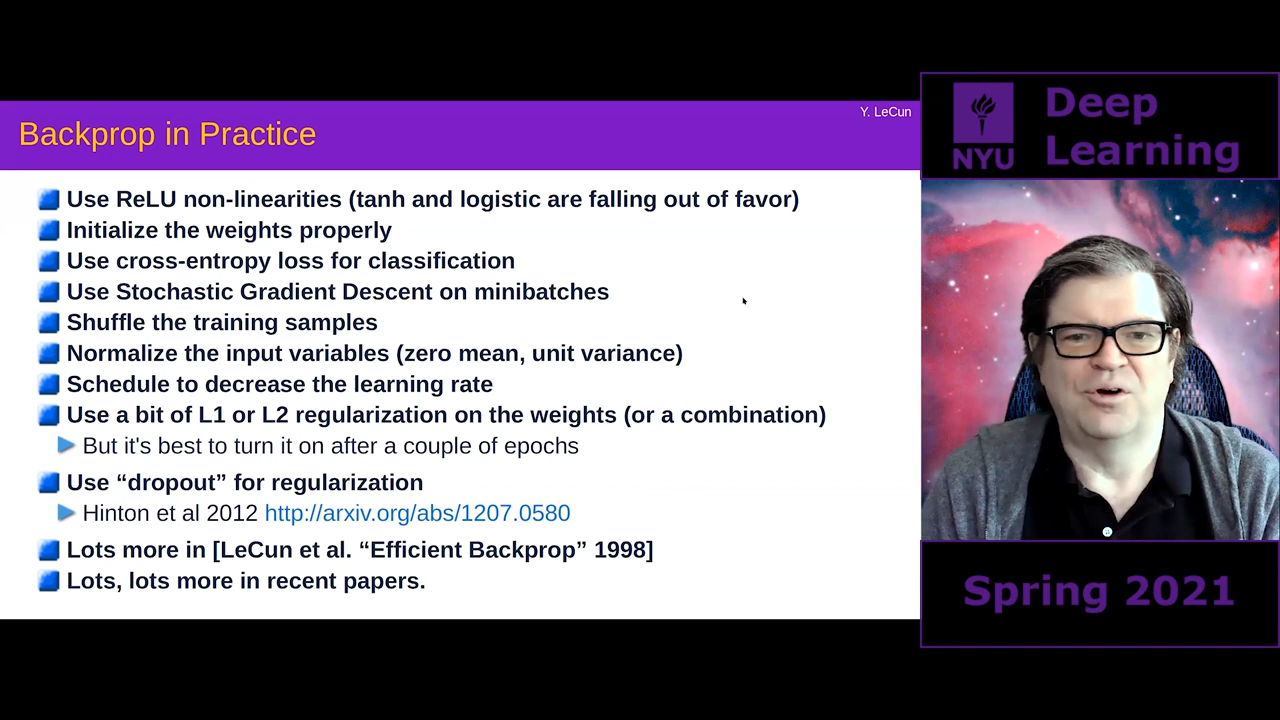 Y. LeCun
Backprop in Practice
Use ReLU non-linearities (tanh and logistic are falling out of favor)
Initialize the weights properly
Use cross-entropy loss for classification
Use Stochastic Gradient Descent on minibatches
Shuffle the training samples
Normalize the input variables (zero mean, unit variance)
Schedule to decrease the learning rate
Use a bit of L1 or L2 regularization on the weights (or a combination)
But it's best to turn it on after a couple of epochs
Use “dropout” for regularization
Hinton et al 2012 http://arxiv.org/abs/1207.0580
Lots more in [LeCun et al. “Efficient Backprop” 1998]
Lots, lots more in recent papers.
NYU
Deep
Learning
Spring 2021